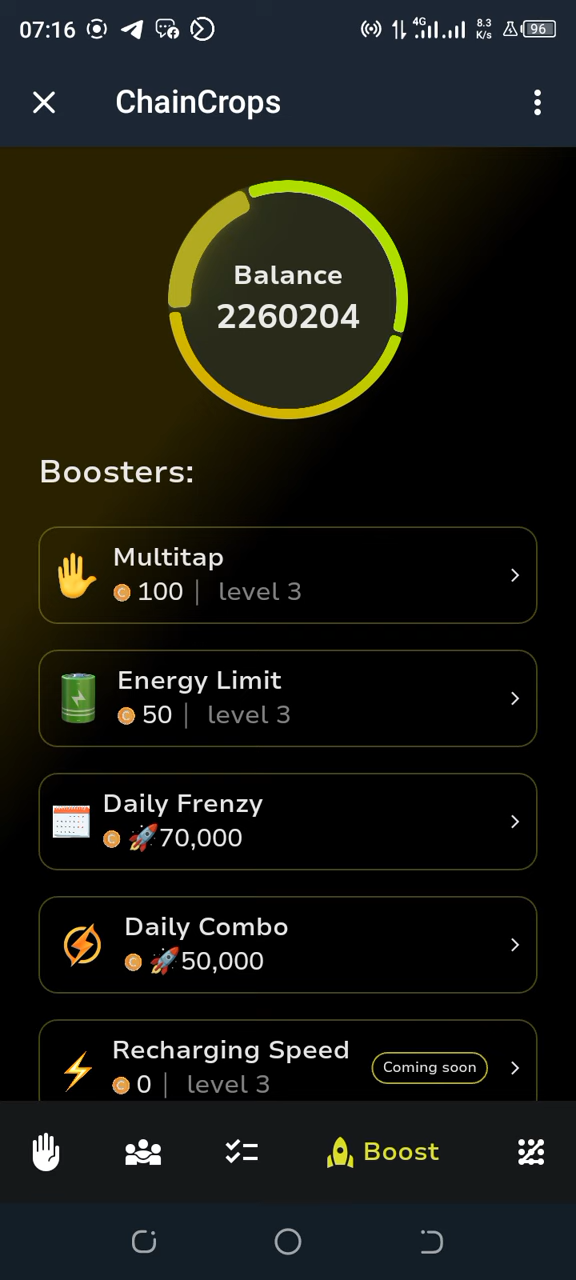 07:16
4G
8.3
K/s
96
ChainCrops
Balance
2260204
Boosters:
Multitap
100 | level 3
Energy Limit
50 | level 3
Daily Frenzy
🚀70,000
Daily Combo
🚀50,000
Recharging Speed
Coming soon
0 | level 3
Boost